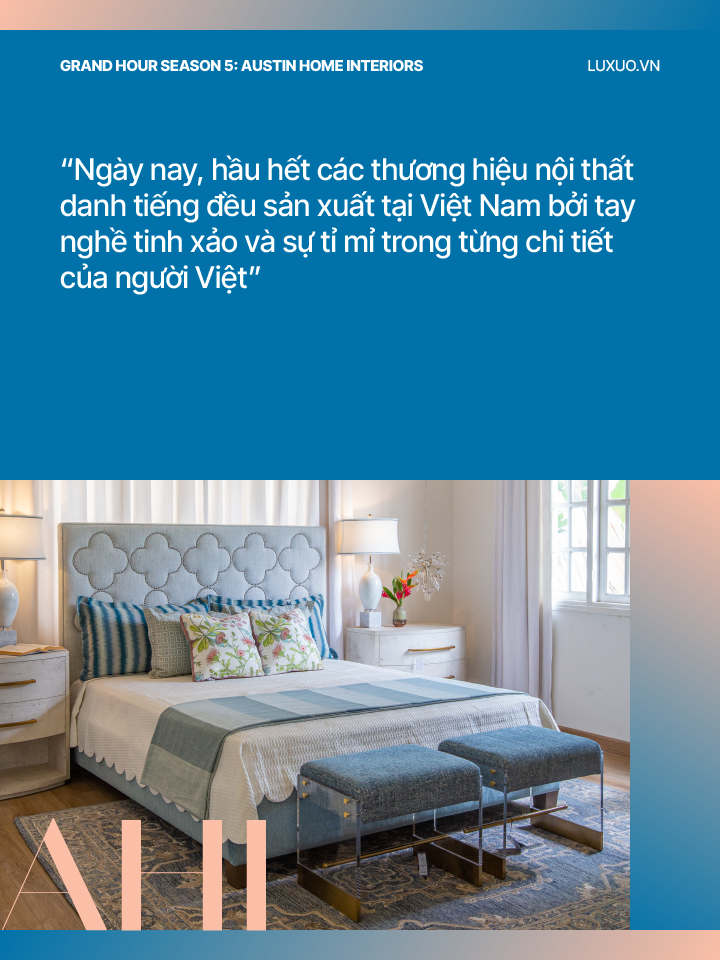 GRAND HOUR SEASON 5: AUSTIN HOME INTERIORS
LUXUO.VN
“Ngày nay, hầu hết các thương hiệu nội thất
danh tiếng đều sản xuất tại Việt Nam bởi tay
nghề tinh xảo và sự tỉ mỉ trong từng chi tiết
của người Việt”
AHI